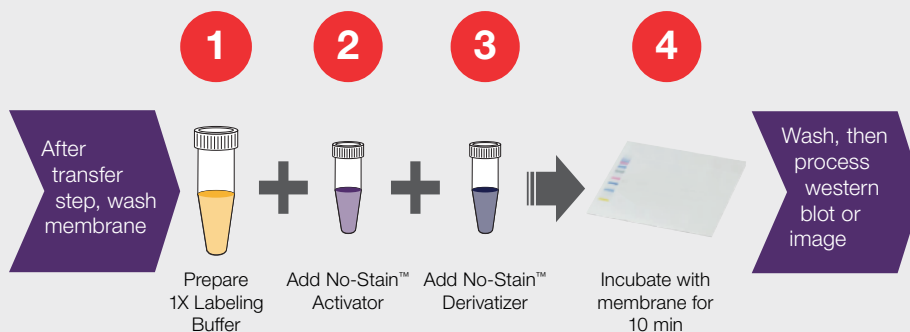 1
2
3
4
After
transfer
step, wash
membrane
Prepare
1X Labeling
Buffer
Add No-Stain™
Activator
Add No-Stain™
Derivatizer
Incubate with
membrane for
10 min
Wash, then
process
western
blot or
image